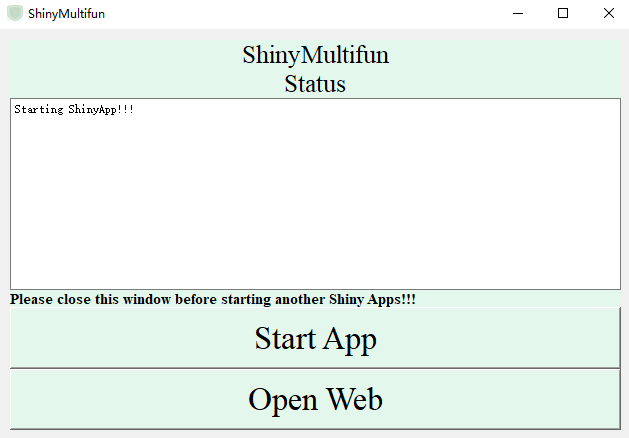 ShinyMultifun
ShinyMultifun
Status
Starting ShinyApp!!!
Please close this window before starting another Shiny Apps!!!
Start App
Open Web